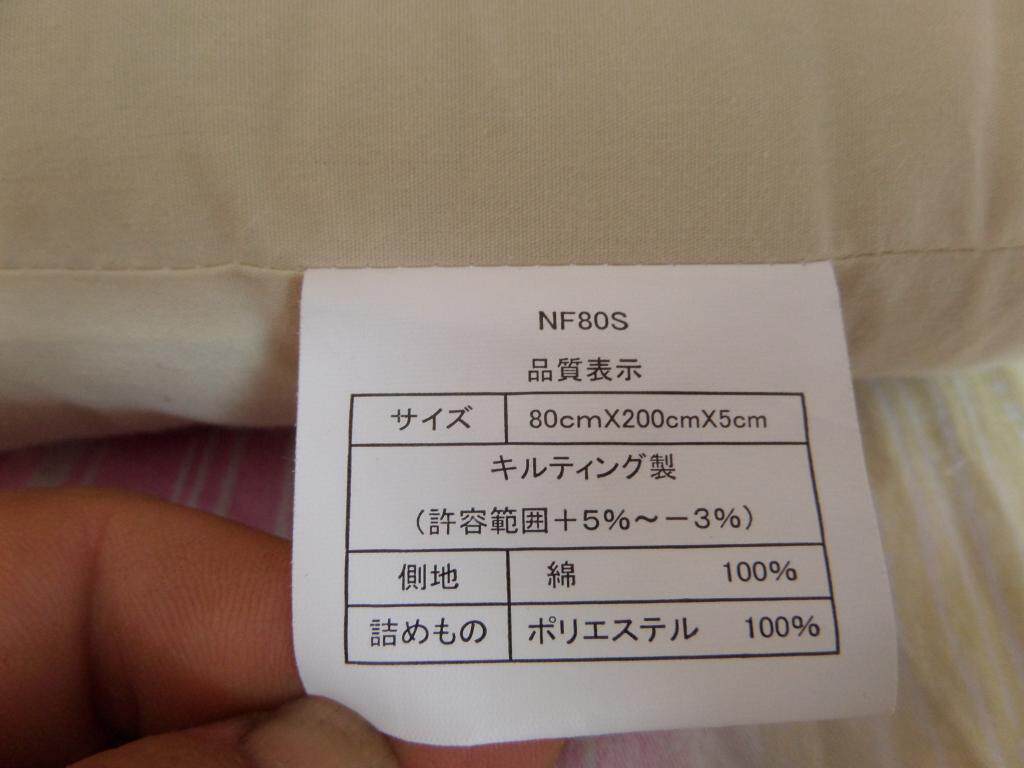 NF80S
品質表示
サイズ 80cmX200cmX5cm
キルティング製
（許容範囲＋5％～－3％）
側地 綿 100％
詰めもの ポリエステル 100％